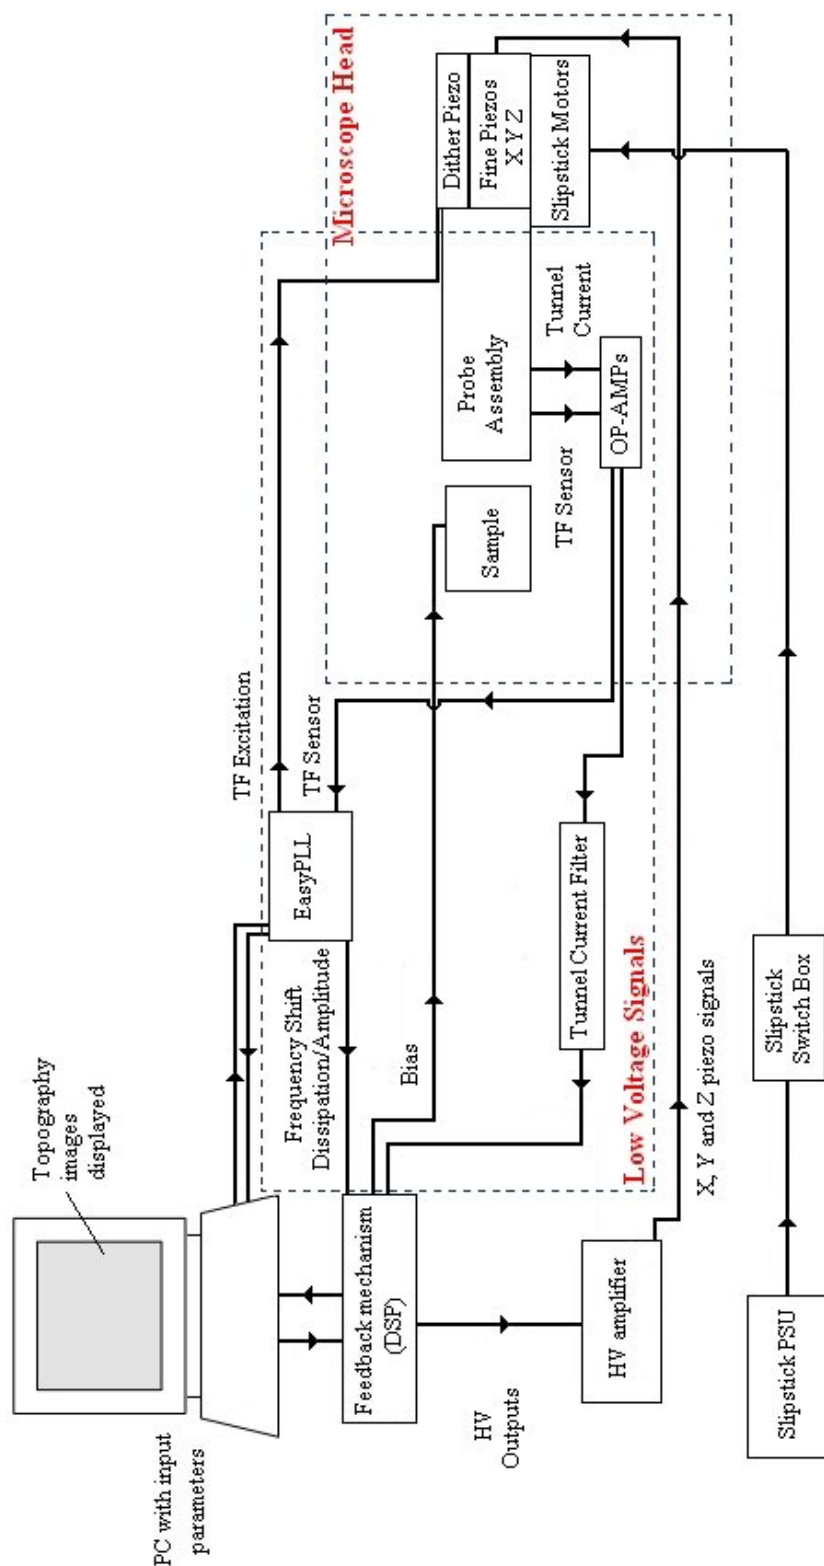 Topography
images
displayed
PC with input
parameters
Feedback mechanism
(DSP)
HV
Outputs
HV amplifier
Slipstick PSU
Slipstick
Switch Box
X, Y and Z piezo signals
Frequency Shift
Dissipation/Amplitude
Bias
Tunnel Current Filter
Low Voltage Signals
EasyPLL
TF Excitation
TF Sensor
Sample
Probe
Assembly
TF Sensor
Tunnel
Current
OP-AMPs
Microscope Head
Dither Piezo
Fine Piezos
X Y Z
Slipstick Motors